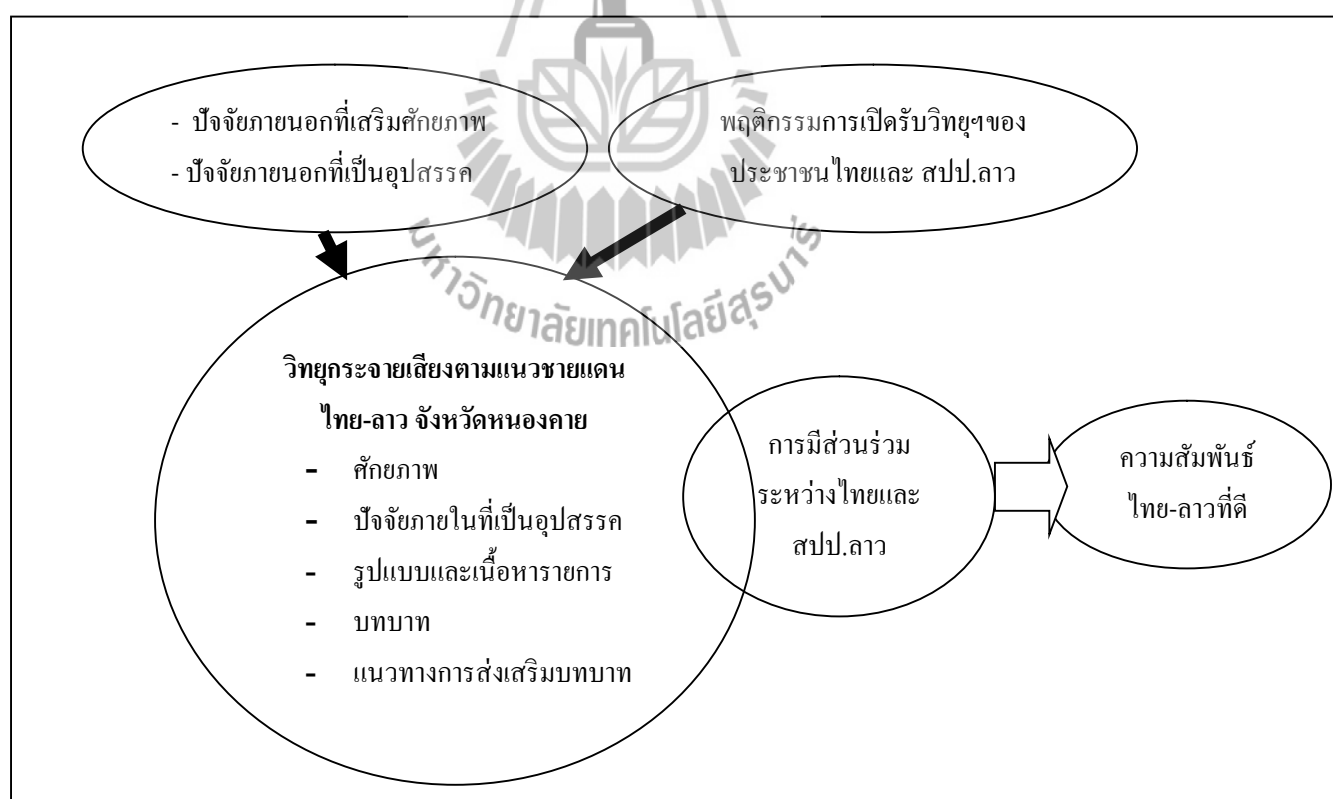 - ปัจจัยภายนอกที่เสริมศักยภาพ
- ปัจจัยภายนอกที่เป็นอุปสรรค
พฤติกรรมการเปิดรับวิทยุฯของ
ประชาชนไทยและ สปป.ลาว
มหาวิทยาลัยเทคโนโลยีสุรนารี
วิทยุกระจายเสียงตามแนวชายแดน
ไทย-ลาว จังหวัดหนองคาย
- ศักยภาพ
- ปัจจัยภายในที่เป็นอุปสรรค
- รูปแบบและเนื้อหารายการ
- บทบาท
- แนวทางการส่งเสริมบทบาท
การมีส่วนร่วม
ระหว่างไทยและ
สปป.ลาว
ความสัมพันธ์
ไทย-ลาวที่ดี